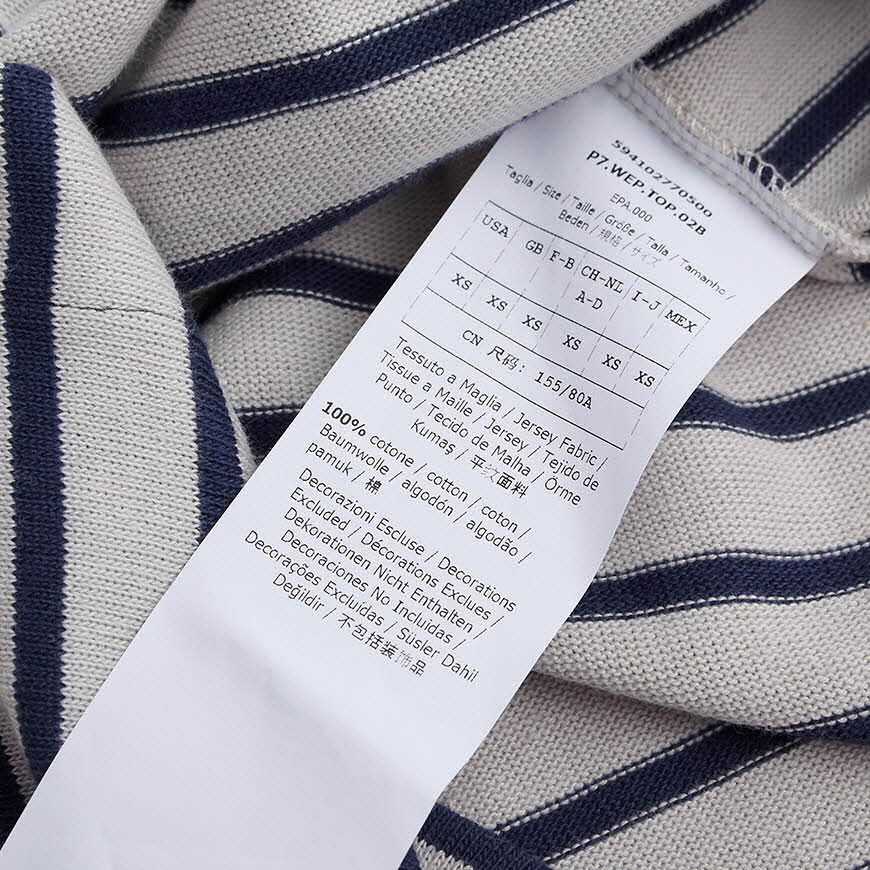 594102770500
P7.WEP.TOP.02B
EPA.000
Taglia / Size / Taille / Größe / Talla / Tamanho /
Beden / 規格 / サイズ
USA GB F-B CH-NL I-J MEX
A-D
XS XS XS XS XS XS
CN 尺码: 155/80A
Tessuto a Maglia / Jersey Fabric /
Tissue a Maille / Jersey / Tejido de
Punto / Tecido de Malha / Örme
Kumaş / 平纹面料
100% cotone / cotton / coton /
Baumwolle / algodón / algodão /
pamuk / 棉
Decorazioni Escluse / Decorations
Excluded / Décorations Exclues /
Dekorationen Nicht Enthalten /
Decoraciones No Incluidas /
Decorações Excluídas / Süsler Dahil
Değildir / 不包括装饰品